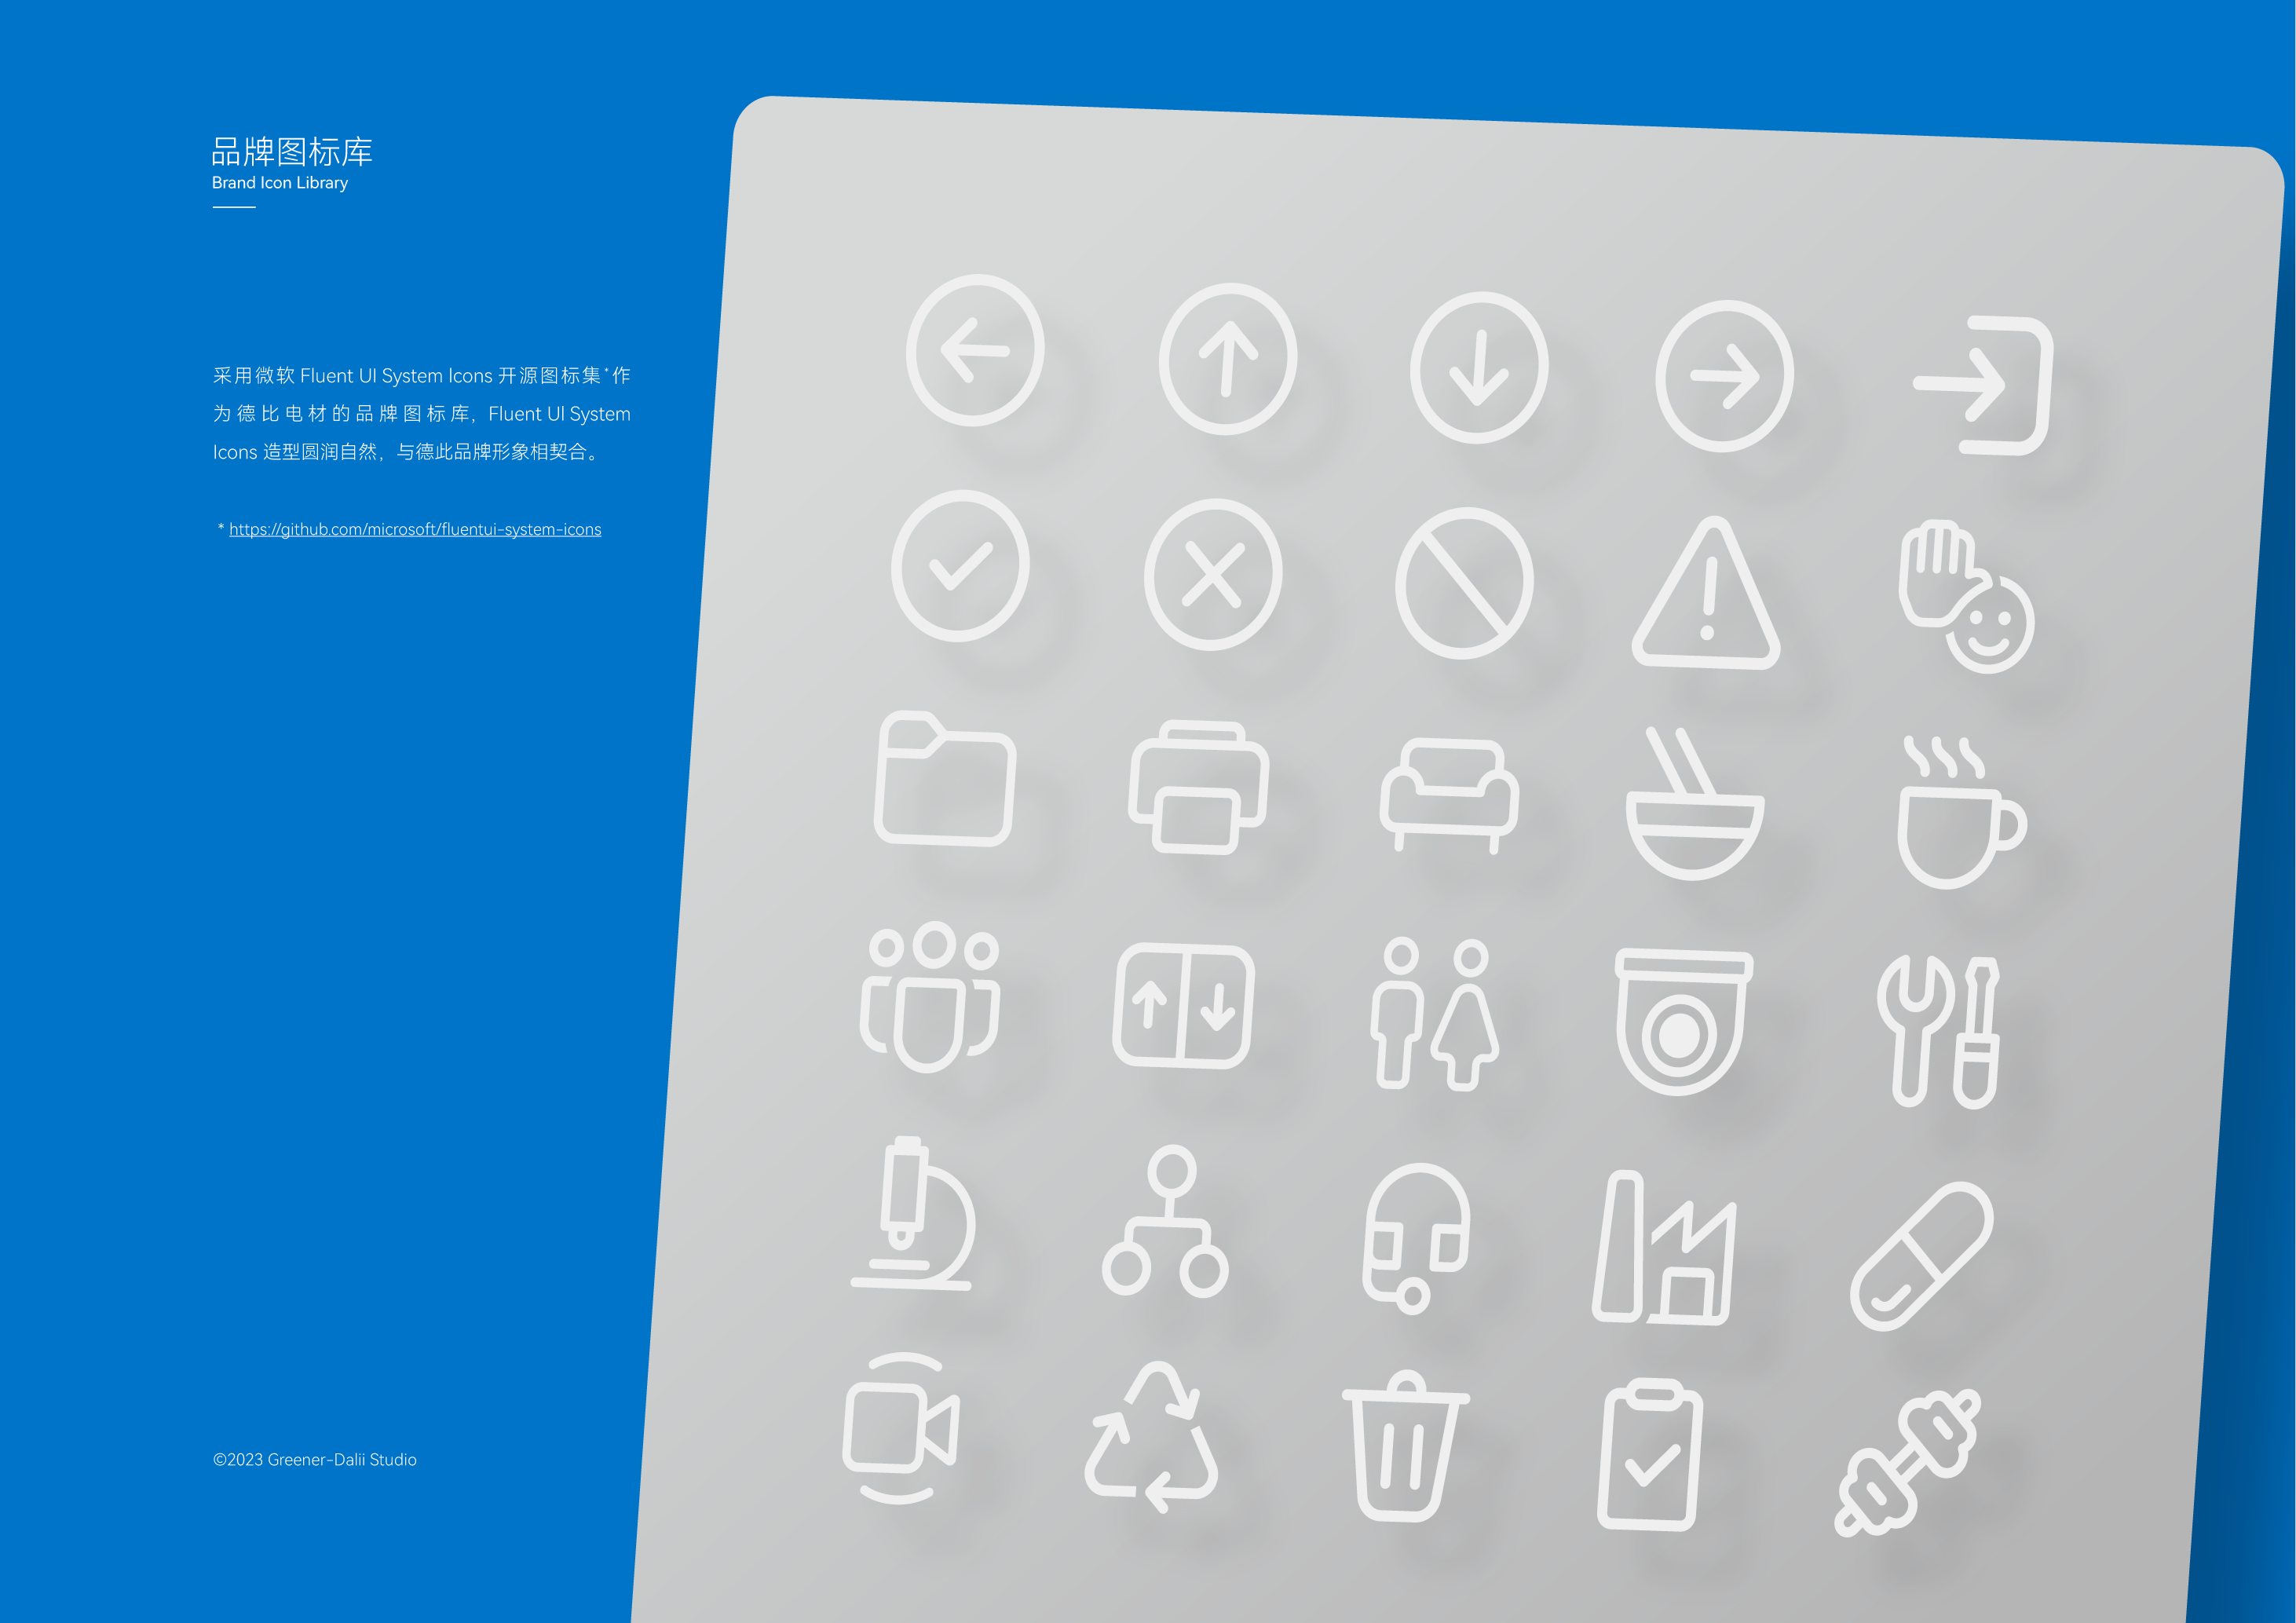 品牌图标库
Brand Icon Library
采用微软 Fluent UI System Icons 开源图标集*作
为德比电材的品牌图标库，Fluent UI System
Icons 造型圆润自然，与德此品牌形象相契合。
* https://github.com/microsoft/fluentui-system-icons
©2023 Greener-Dalii Studio